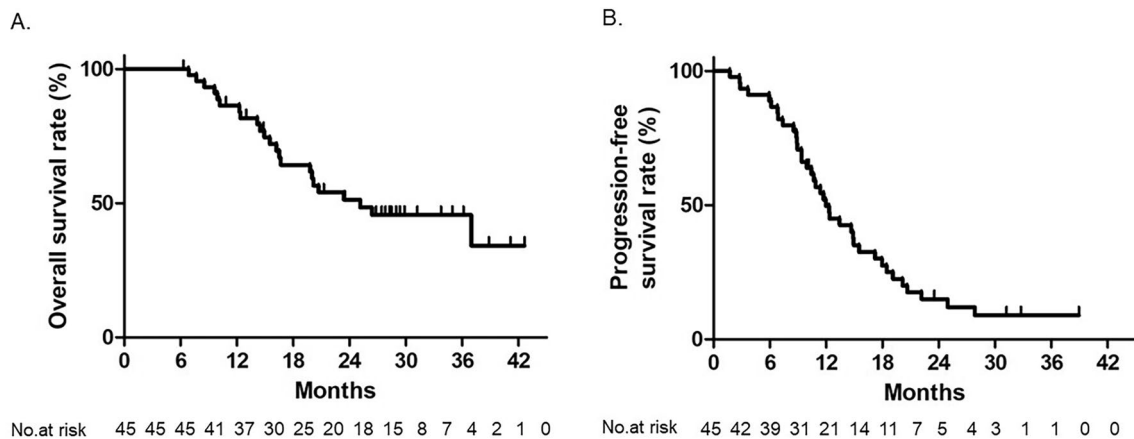 A.
Overall survival rate (%)
100
50
0
0 6 12 18 24 30 36 42
Months
No.at risk 45 45 45 41 37 30 25 20 18 15 8 7 4 2 1 0
B.
Progression-free
survival rate (%)
100
50
0
0 6 12 18 24 30 36 42
Months
No.at risk 45 42 39 31 21 14 11 7 5 4 3 1 1 0 0